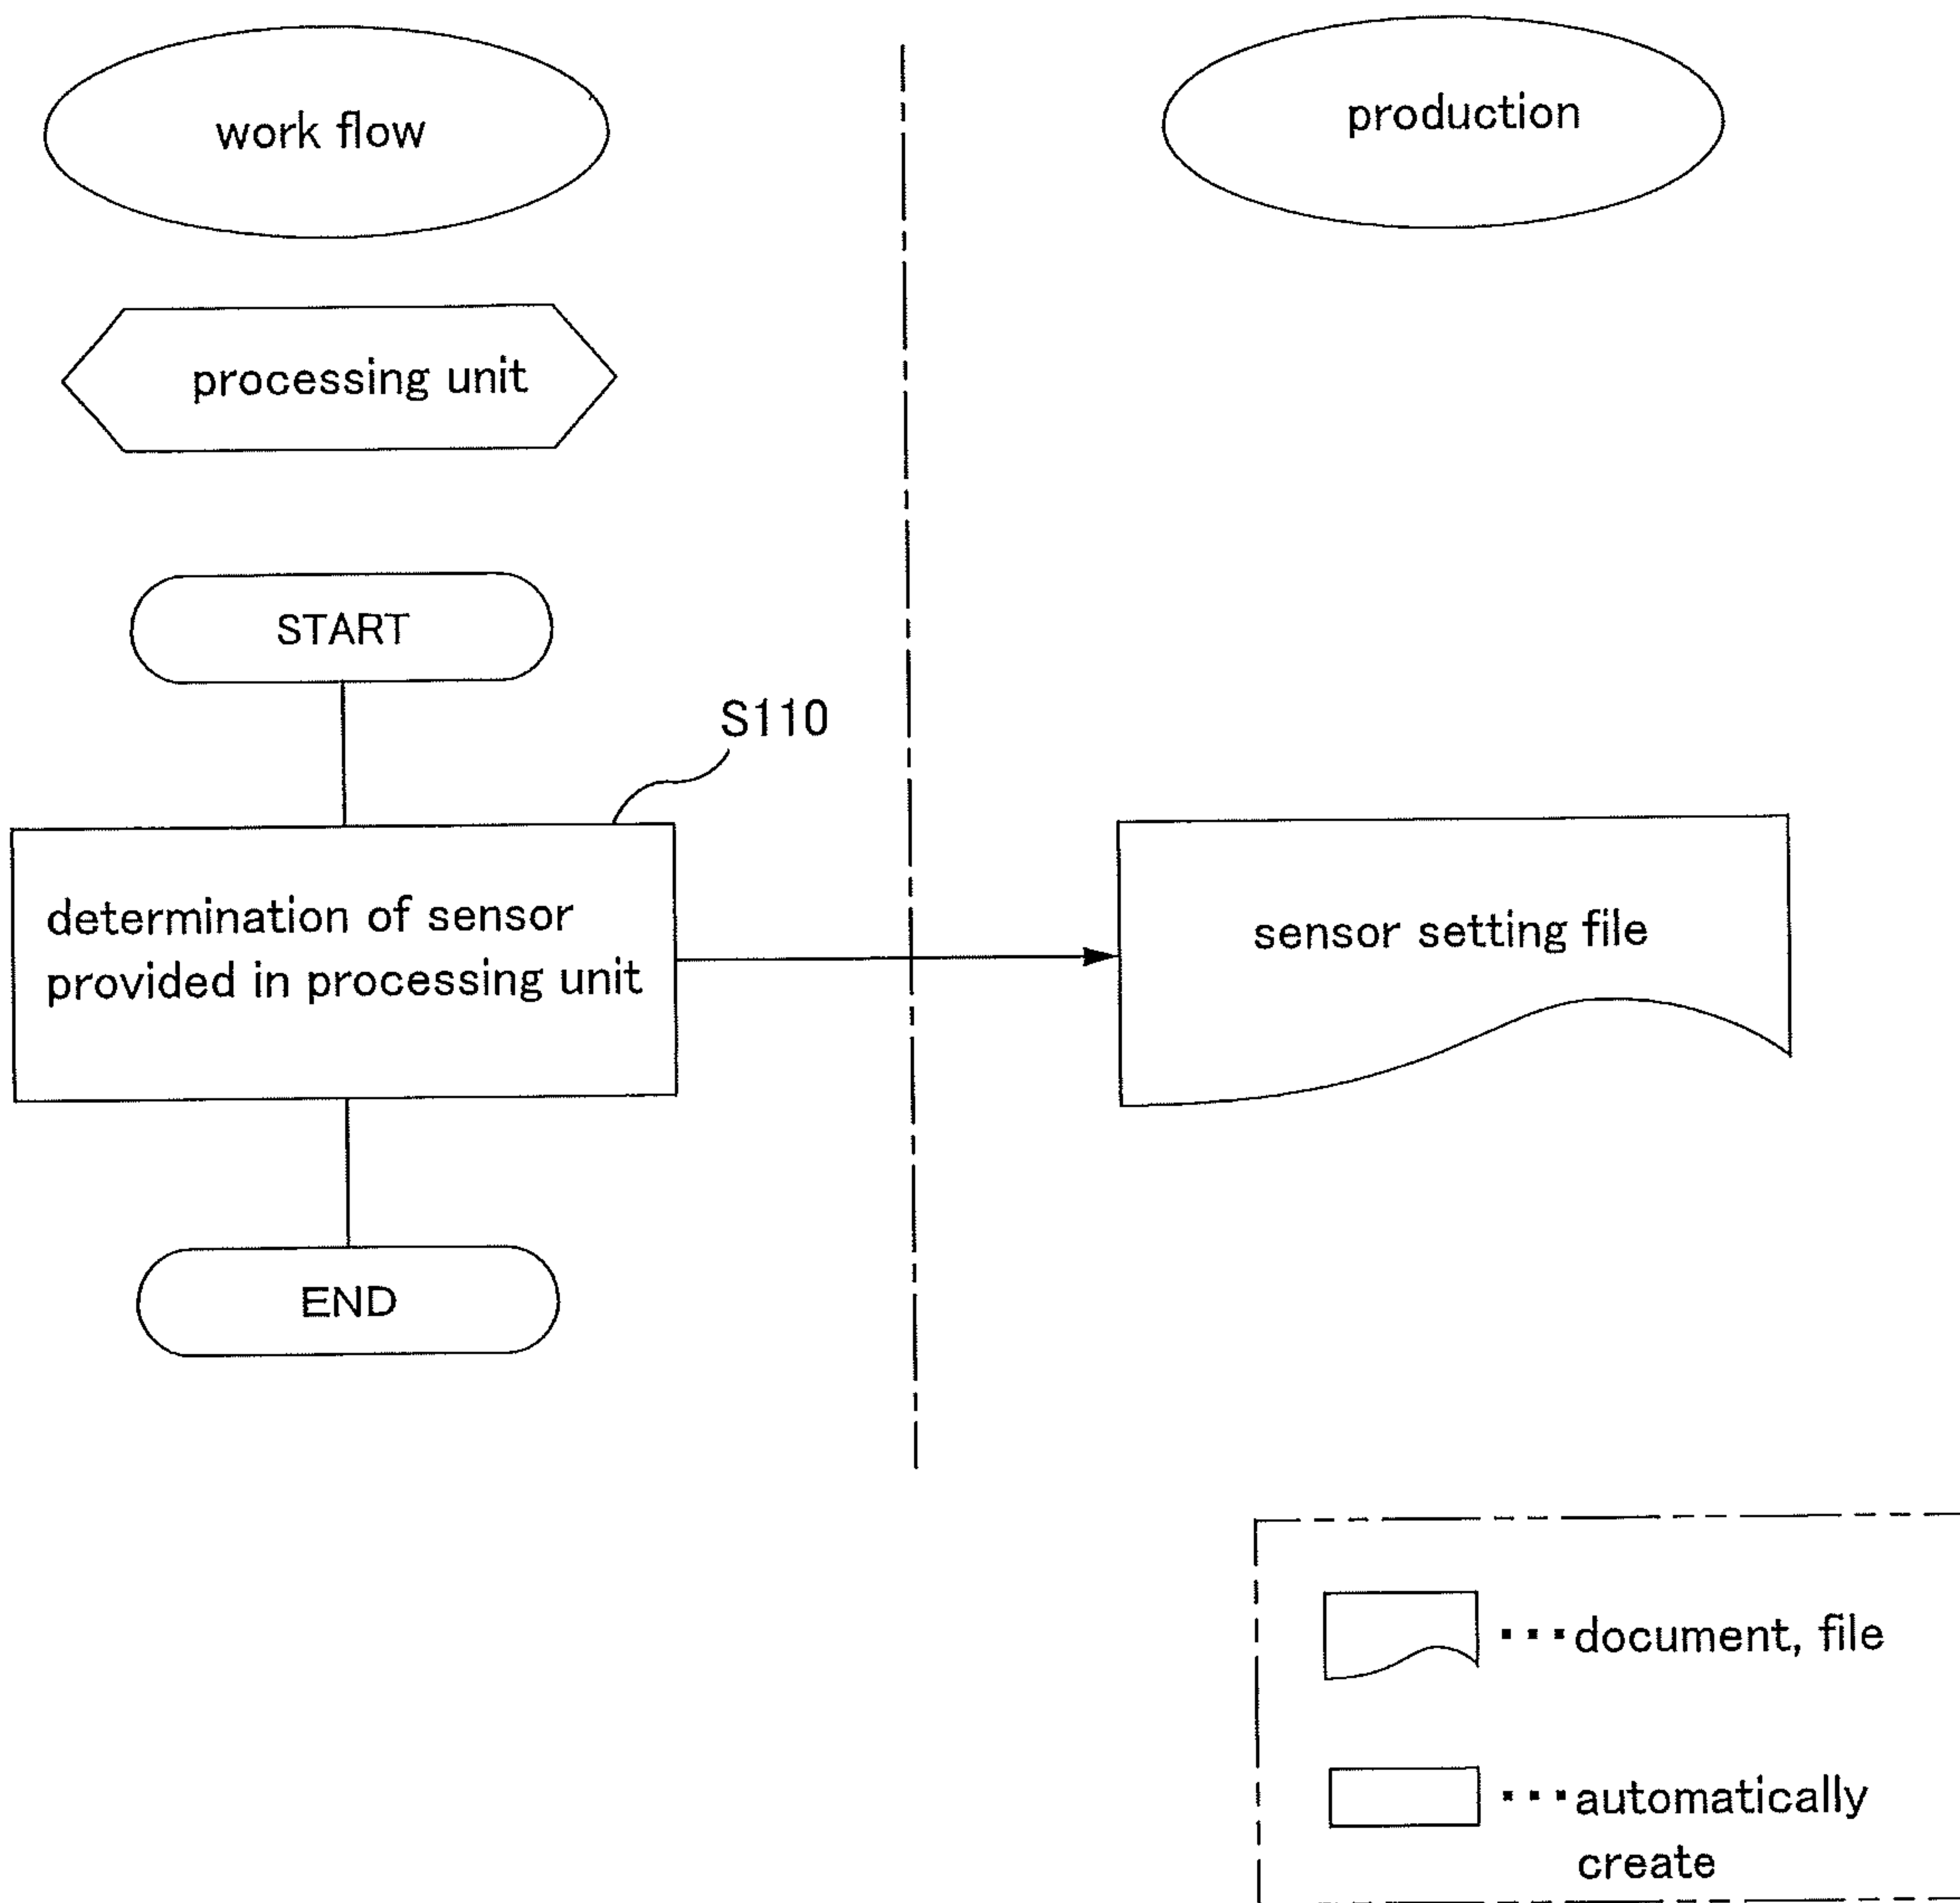 work flow
production
processing unit
START
S110
determination of sensor
provided in processing unit
sensor setting file
END
･･･document, file
･･･automatically
create